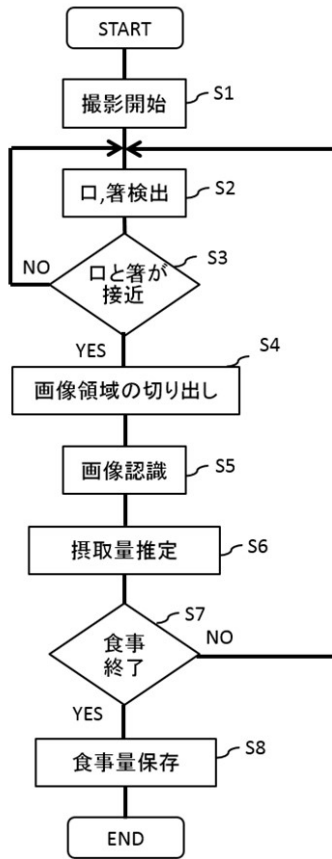 START
撮影開始
S1
口,箸検出
S2
口と箸が
接近
S3
NO
YES
画像領域の切り出し
S4
画像認識
S5
摂取量推定
S6
食事
終了
S7
NO
YES
食事量保存
S8
END